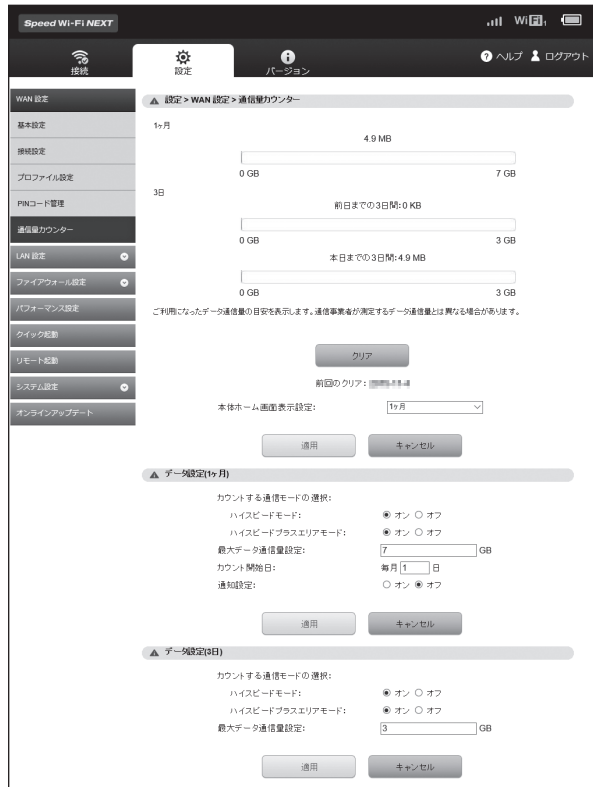 Speed Wi-Fi NEXT
WiFi 1
接続
設定
バージョン
ヘルプ
ログアウト
WAN 設定
基本設定
接続設定
プロファイル設定
PINコード管理
通信量カウンター
LAN 設定
ファイアウォール設定
パフォーマンス設定
クイック起動
リモート起動
システム設定
オンラインアップデート
設定 > WAN 設定 > 通信量カウンター
1ヶ月
4.9 MB
0 GB 7 GB
3日
前日までの3日間:0 KB
0 GB 3 GB
本日までの3日間:4.9 MB
0 GB 3 GB
ご利用になったデータ通信量の目安を表示します。通信事業者が測定するデータ通信量とは異なる場合があります。
クリア
前回のクリア:
本体ホーム画面表示設定: 1ヶ月
適用 キャンセル
データ設定(1ヶ月)
カウントする通信モードの選択:
ハイスピードモード: オン オフ
ハイスピードプラスエリアモード: オン オフ
最大データ通信量設定: 7 GB
カウント開始日: 毎月 1 日
通知設定: オン オフ
適用 キャンセル
データ設定(3日)
カウントする通信モードの選択:
ハイスピードモード: オン オフ
ハイスピードプラスエリアモード: オン オフ
最大データ通信量設定: 3 GB
適用 キャンセル